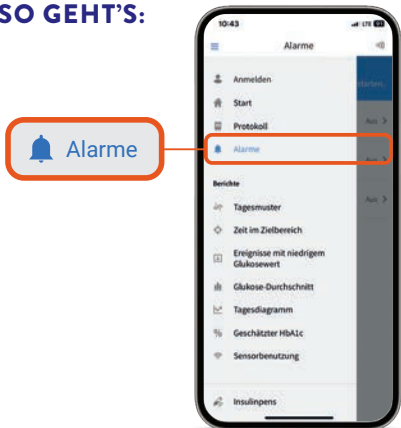 SO GEHT'S:
Alarme
10:43
LTE
Alarme
Anmelden
Start
Protokoll
Alarme
Berichte
Tagesmuster
Zeit im Zielbereich
Ereignisse mit niedrigem
Glukosewert
Glukose-Durchschnitt
Tagesdiagramm
Geschätzter HbA1c
Sensorbenutzung
Insulinpens
Aus
Aus
Aus